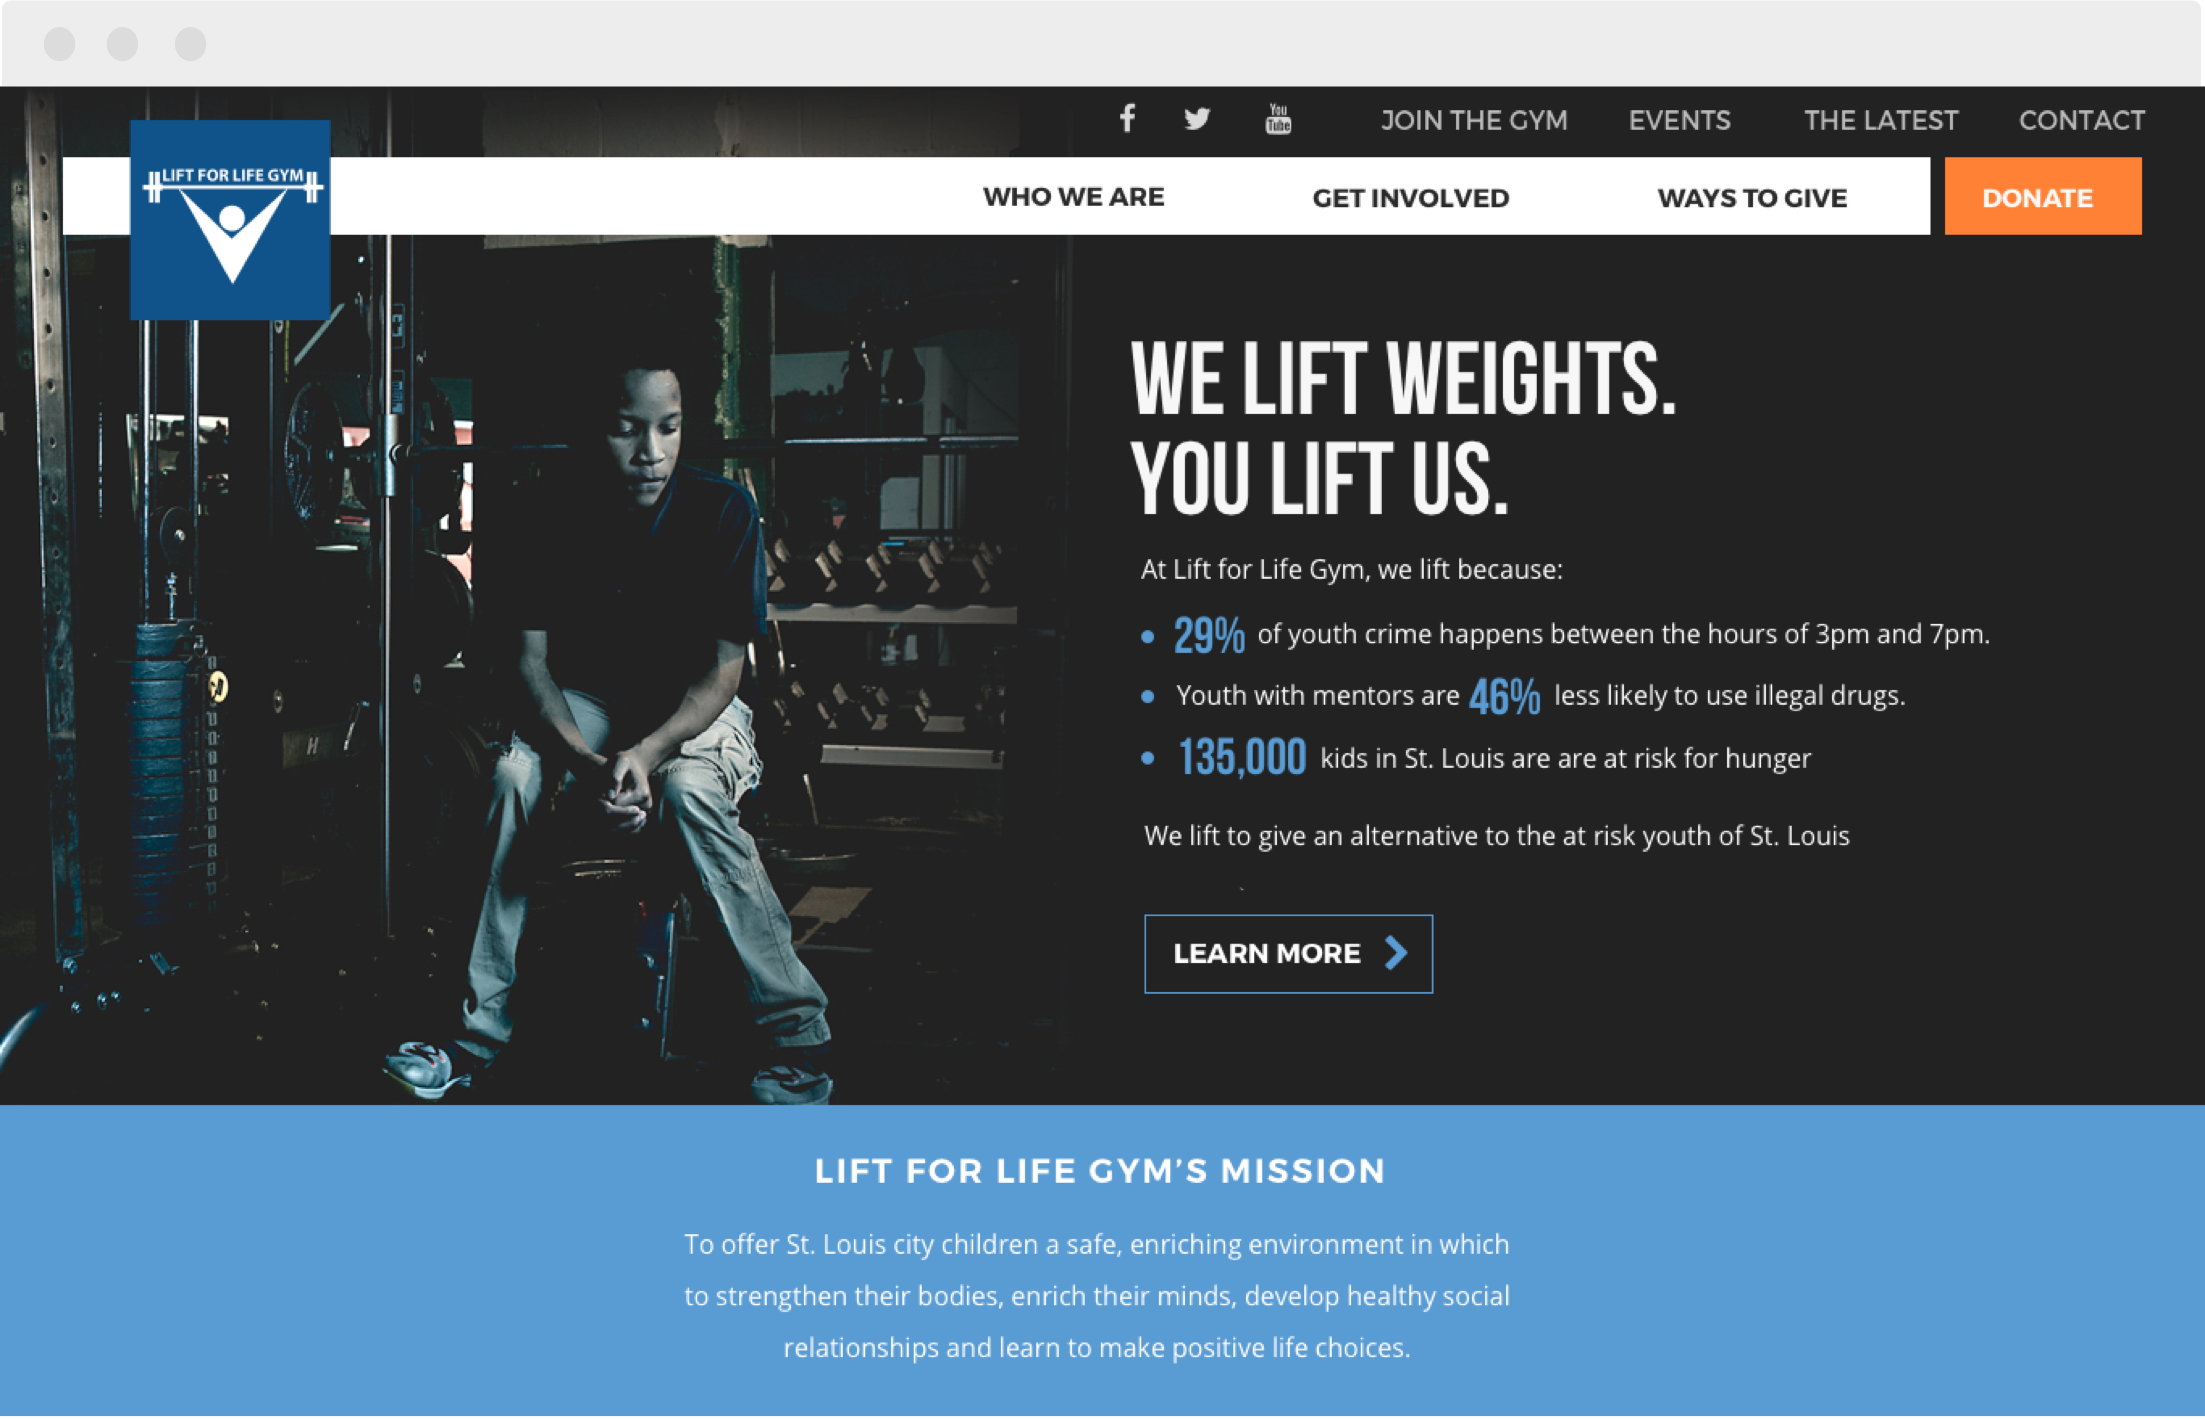 You
Tube
JOIN THE GYM
EVENTS
THE LATEST
CONTACT
LIFT FOR LIFE GYM
WHO WE ARE
GET INVOLVED
WAYS TO GIVE
DONATE
WE LIFT WEIGHTS.
YOU LIFT US.
At Lift for Life Gym, we lift because:
• 29% of youth crime happens between the hours of 3pm and 7pm.
• Youth with mentors are 46% less likely to use illegal drugs.
• 135,000 kids in St. Louis are are at risk for hunger
We lift to give an alternative to the at risk youth of St. Louis
LEARN MORE
LIFT FOR LIFE GYM’S MISSION
To offer St. Louis city children a safe, enriching environment in which
to strengthen their bodies, enrich their minds, develop healthy social
relationships and learn to make positive life choices.